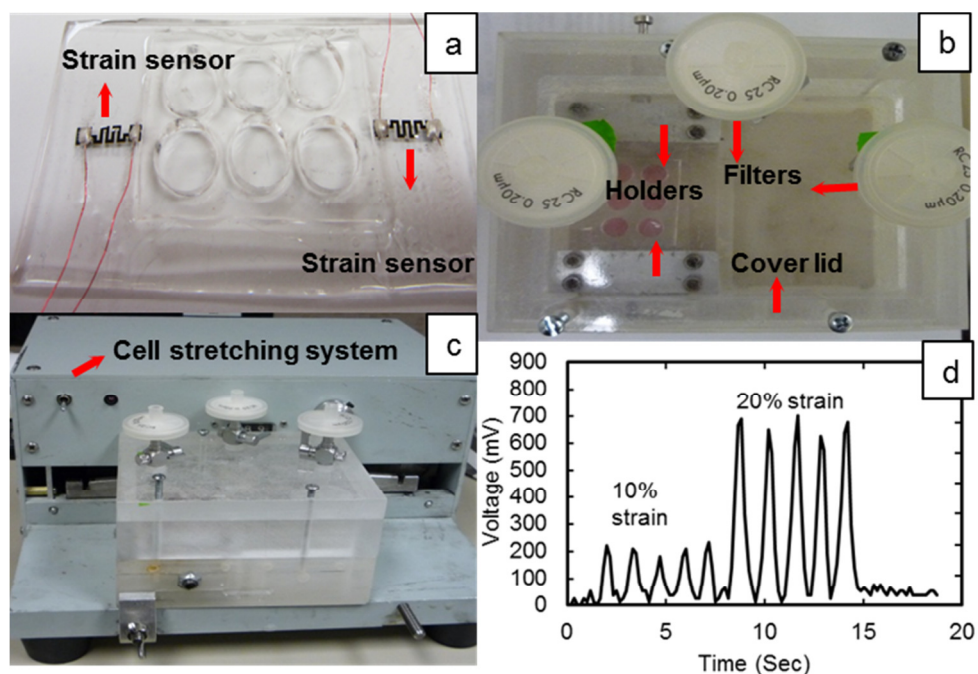 a
Strain sensor
Strain sensor
b
RC 25 0.20µm
RC 25 0.20µm
RC 25 0.20µm
Holders
Filters
Cover lid
c
Cell stretching system
d
900
800
700
600
500
400
300
200
100
0
Voltage (mV)
10%
strain
20% strain
0
5
10
15
20
Time (Sec)